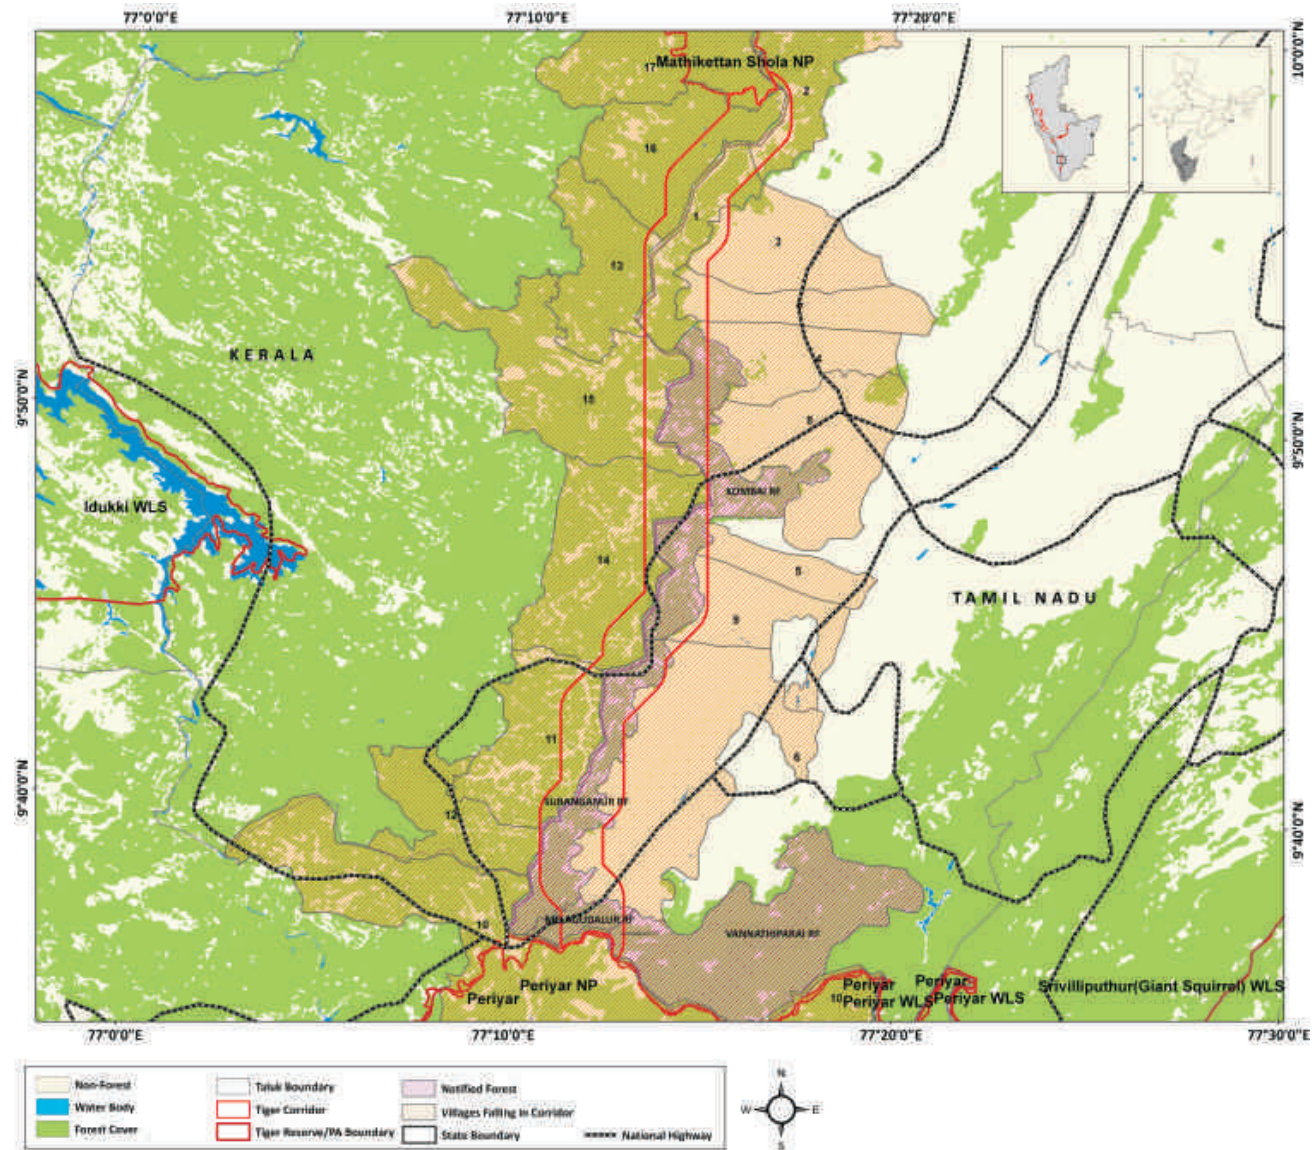 77°0'0"E 77°10'0"E 77°20'0"E
10°0'0"N
17 Mathikettan Shola NP
2
16
1
3
13
KERALA
4
9°50'0"N
15
8
9°50'0"N
KOMBAI RF
Idukki WLS
14
5
TAMIL NADU
9
11
6
9°40'0"N
SURANGANUR RF
12
9°40'0"N
10
VANNATHIPARAI RF
Periyar NP
Periyar
Periyar
10 Periyar WLS
Periyar
Periyar WLS
Srivilliputhur(Giant Squirrel) WLS
77°0'0"E 77°10'0"E 77°20'0"E 77°30'0"E
Non-Forest
Water Body
Forest Cover
Taluk Boundary
Tiger Corridor
Tiger Reserve/PA Boundary
Notified Forest
Villages Falling In Corridor
State Boundary
National Highway
N
W E
S